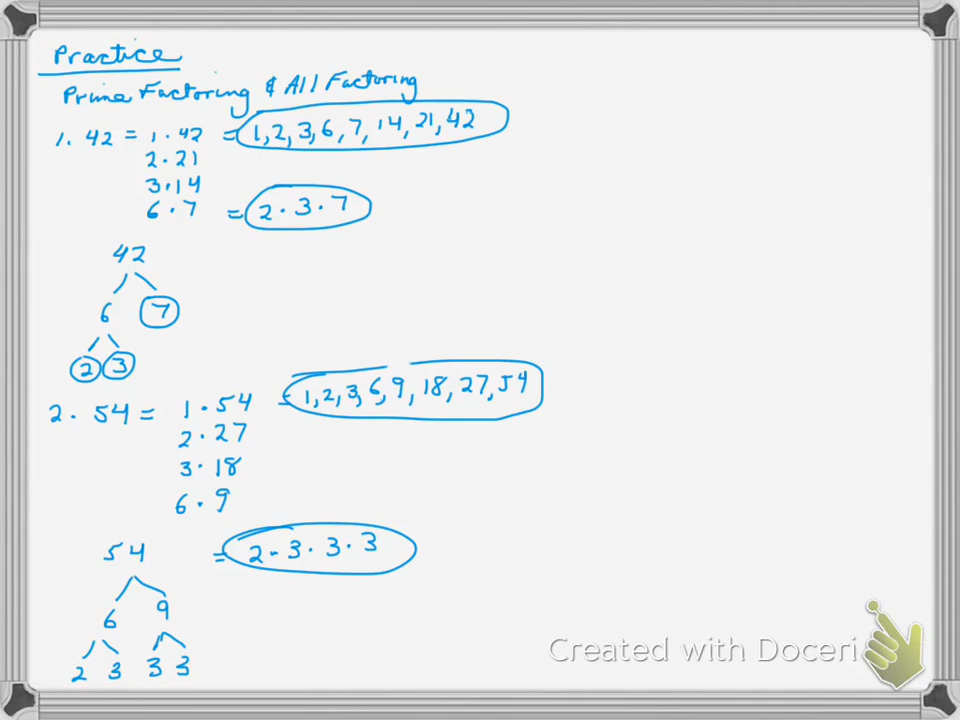 Practice
Prime Factoring & All Factoring
1. 42 = 1 · 42 = 1, 2, 3, 6, 7, 14, 21, 42
2 · 21
3 · 14
6 · 7 = 2 · 3 · 7
42
6 7
2 3
2. 54 = 1 · 54 = 1, 2, 3, 6, 9, 18, 27, 54
2 · 27
3 · 18
6 · 9
54 = 2 · 3 · 3 · 3
6 9
2 3 3 3
Created with Doceri